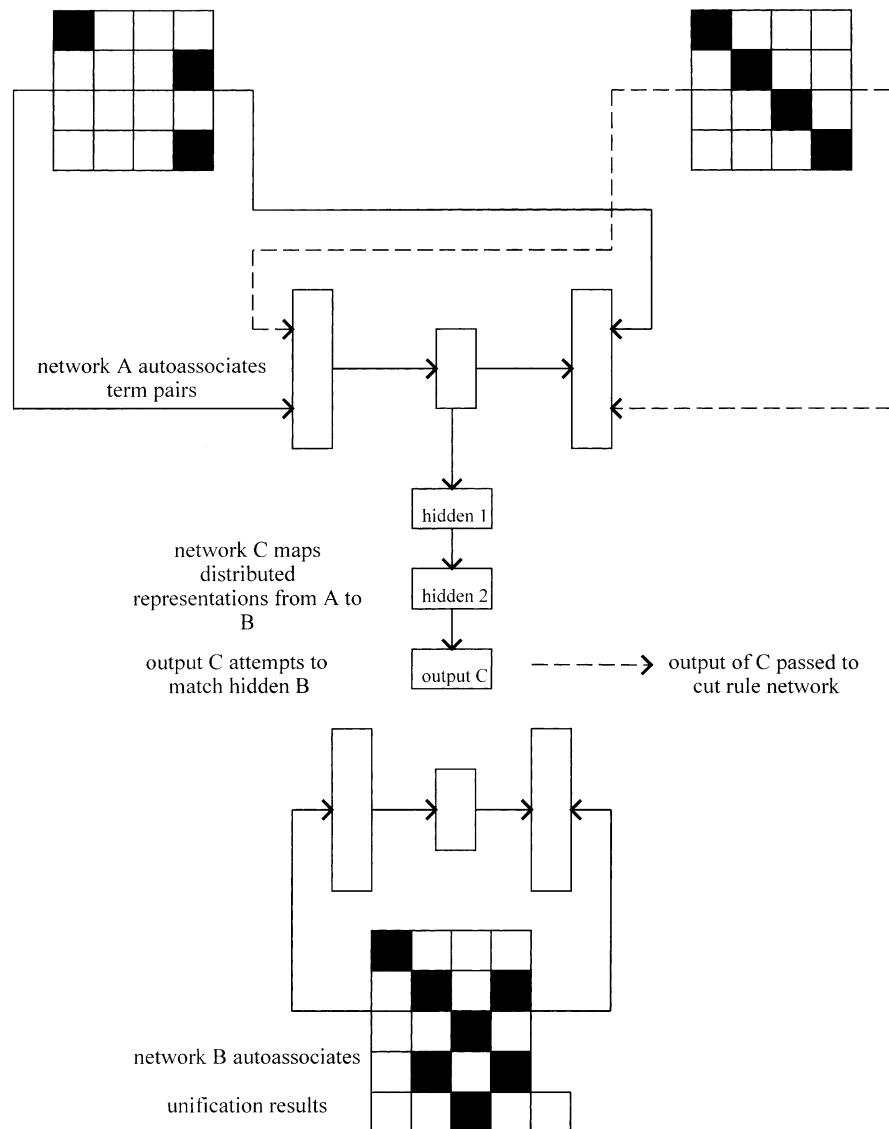 network A autoassociates
term pairs
hidden 1
network C maps
distributed
representations from A to
B
hidden 2
output C attempts to
match hidden B
output C
output of C passed to
cut rule network
network B autoassociates
unification results